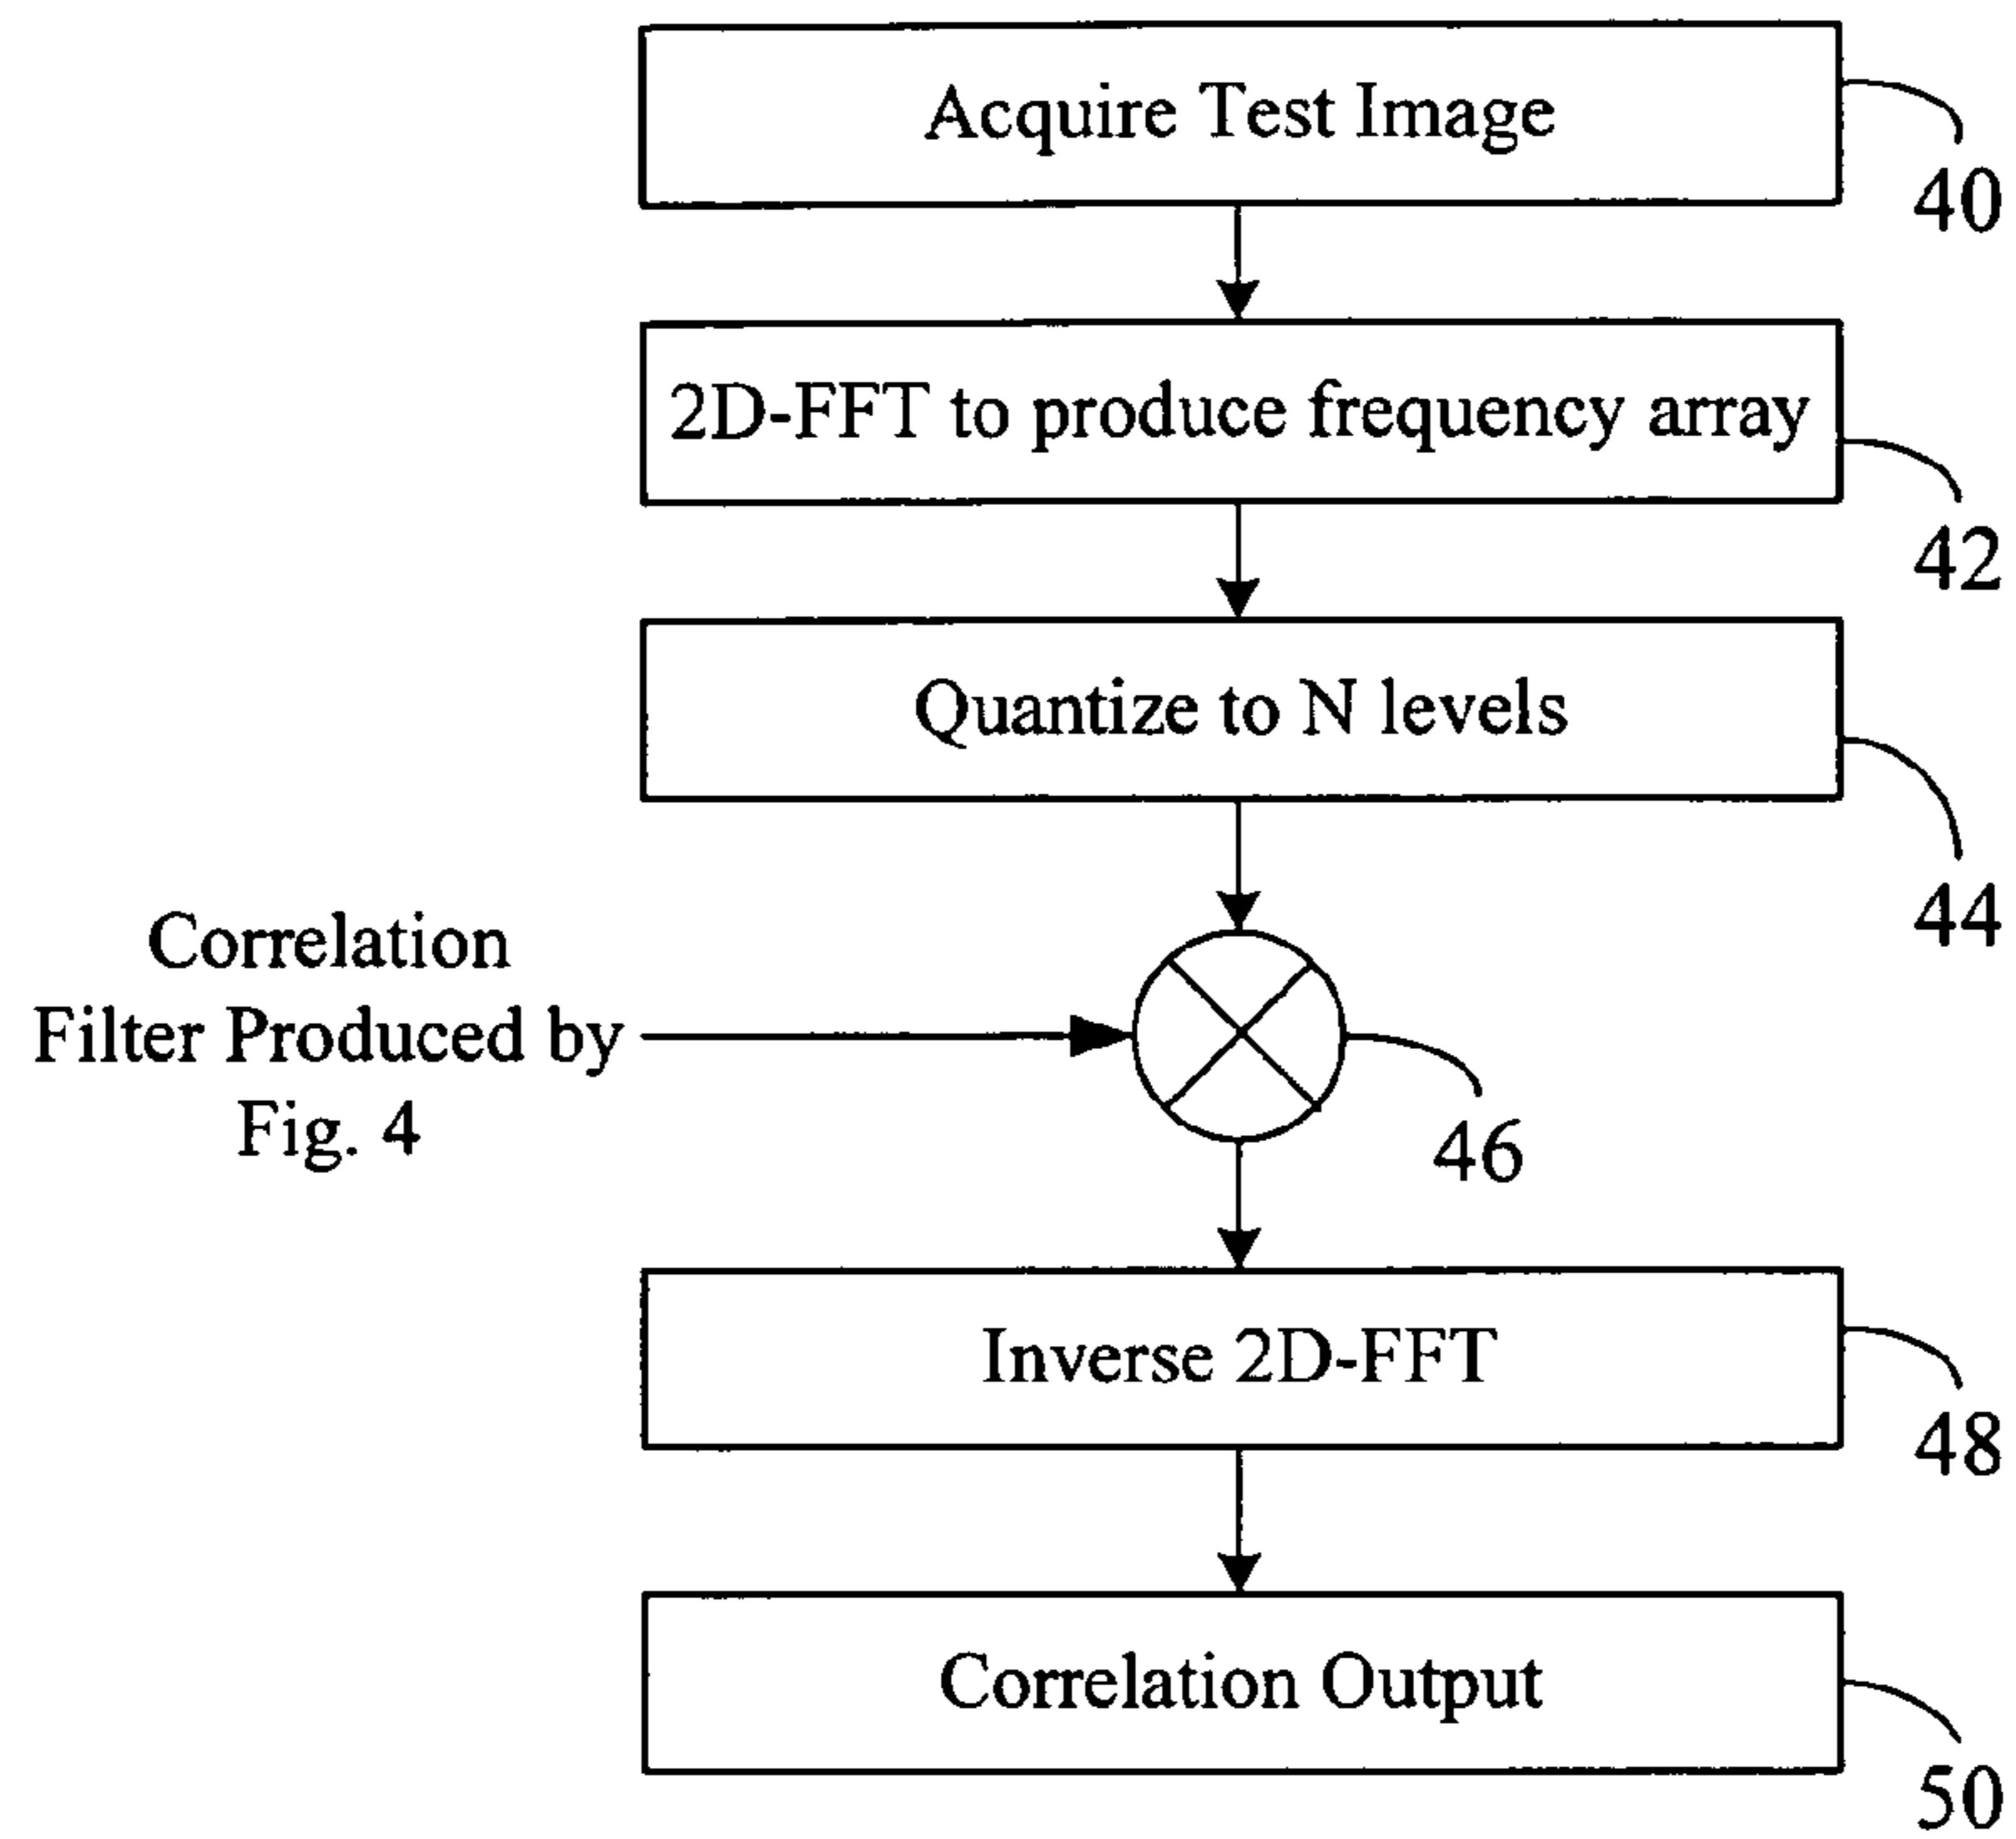 Acquire Test Image
40
2D-FFT to produce frequency array
42
Quantize to N levels
44
Correlation
Filter Produced by
Fig. 4
46
Inverse 2D-FFT
48
Correlation Output
50